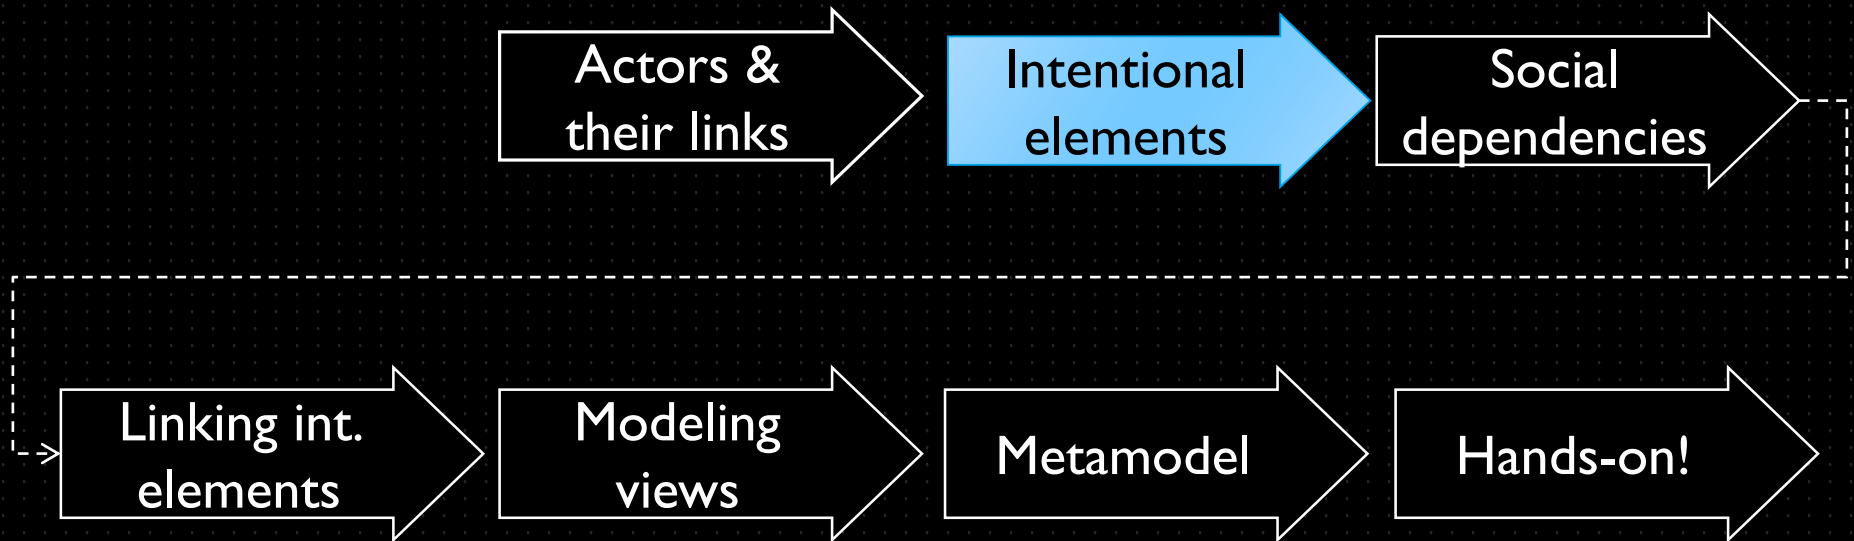 Actors &
their links
Intentional
elements
Social
dependencies
Linking int.
elements
Modeling
views
Metamodel
Hands-on!